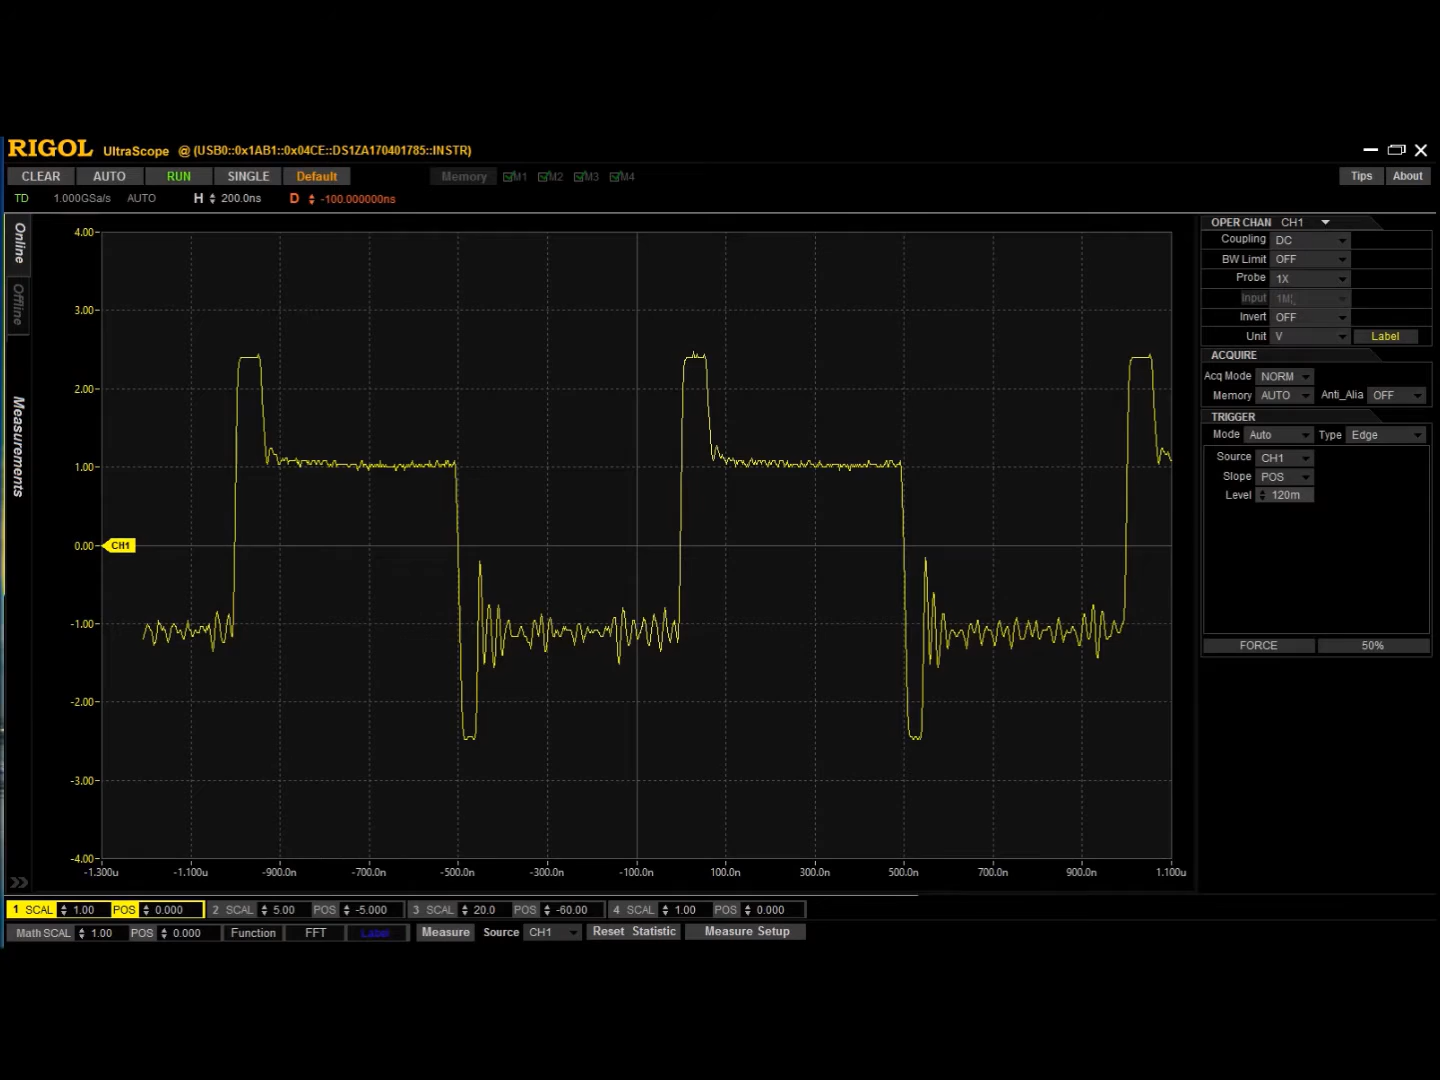 RIGOL UltraScope @ (USB0::0x1AB1::0x04CE::DS1ZA170401785::INSTR)
CLEAR AUTO RUN SINGLE Default Memory M1 M2 M3 M4 Tips About
TD 1.000GSa/s AUTO H 200.0ns D -100.000000ns
Online
Offline
Measurements
4.00
3.00
2.00
1.00
0.00 CH1
-1.00
-2.00
-3.00
-4.00
-1.300u -1.100u -900.0n -700.0n -500.0n -300.0n -100.0n 100.0n 300.0n 500.0n 700.0n 900.0n 1.100u
OPER CHAN CH1
Coupling DC
BW Limit OFF
Probe 1X
Input
Invert OFF
Unit V Label
ACQUIRE
Acq Mode NORM
Memory AUTO Anti_Alia OFF
TRIGGER
Mode Auto Type Edge
Source CH1
Slope POS
Level 120m
FORCE 50%
1 SCAL 1.00 POS 0.000 2 SCAL 5.00 POS -5.000 3 SCAL 20.0 POS -60.00 4 SCAL 1.00 POS 0.000
Math SCAL 1.00 POS 0.000 Function FFT Label Measure Source CH1 Reset Statistic Measure Setup